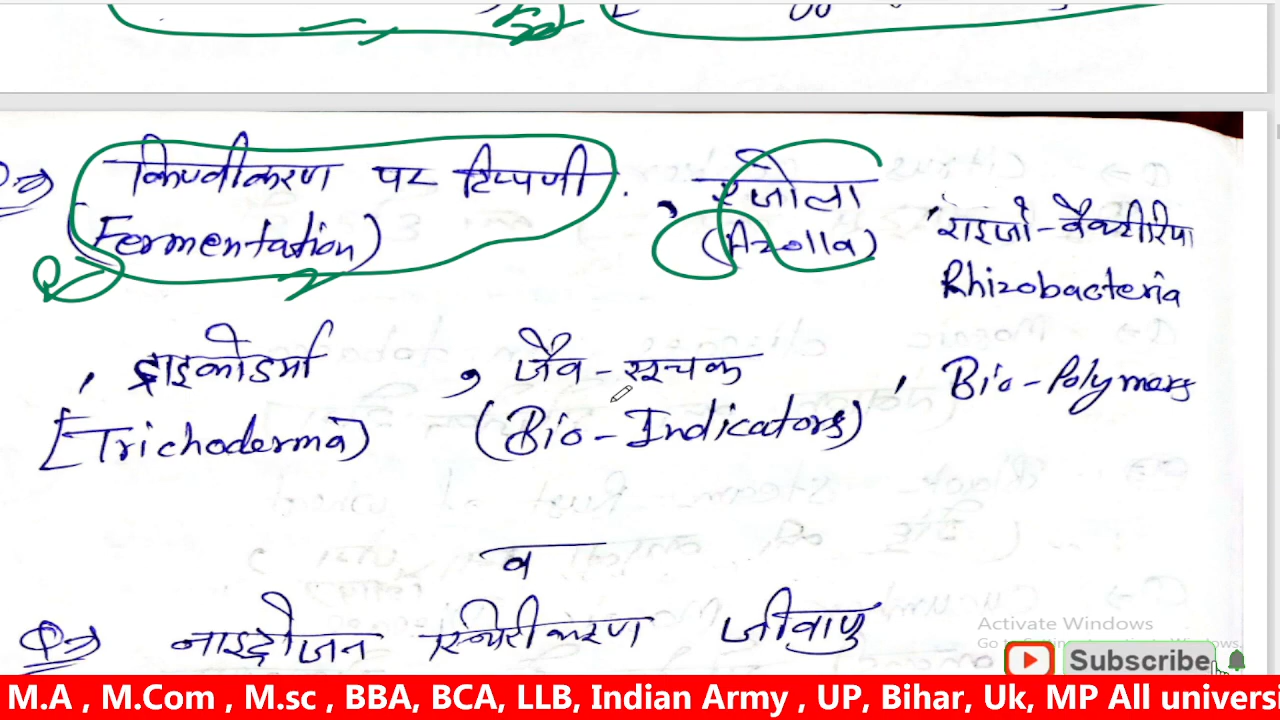 किण्वीकरण पर टिप्पणी . , एजोला , राइजो-बैक्टीरिया
(Fermentation) (Azolla) Rhizobacteria
, ट्राइकोडर्मा , जैव-सूचक , Bio-Polymers
[Trichoderma) (Bio-Indicators)
व
Q→ नाइट्रोजन स्थिरीकरण जीवाणु
Activate Windows
Subscribe
M.A , M.Com , M.sc , BBA, BCA, LLB, Indian Army , UP, Bihar, Uk, MP All universi